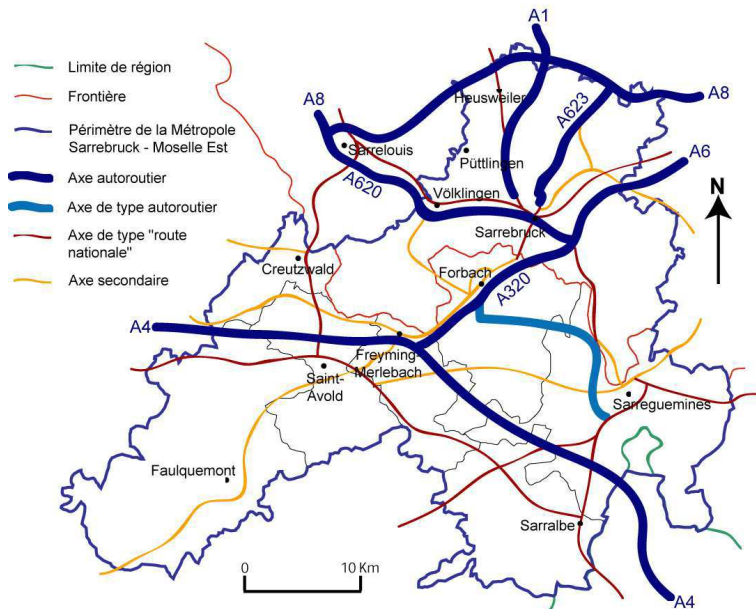 Limite de région
Frontière
Périmètre de la Métropole
Sarrebruck - Moselle Est
Axe autoroutier
Axe de type autoroutier
Axe de type "route
nationale"
Axe secondaire
A1
A8
A8
A623
Heusweiler
Sarrelouis
Püttlingen
A6
A620
Völklingen
N
Sarrebruck
Creutzwald
Forbach
A320
A4
Freyming-
Merlebach
Saint-
Avold
Sarreguemines
Faulquemont
Sarralbe
0
10 Km
A4